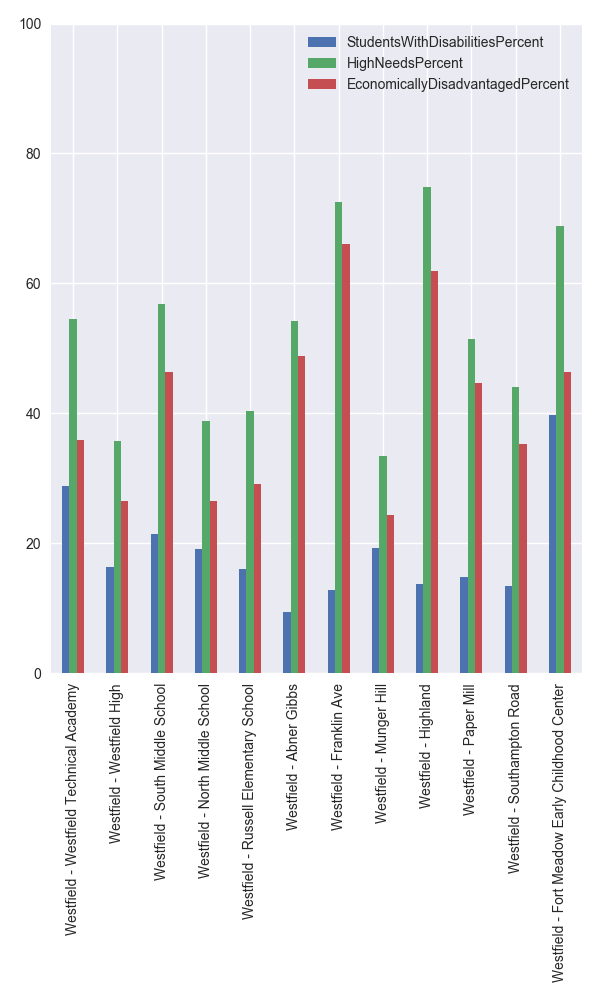 100
80
60
40
20
0
StudentsWithDisabilitiesPercent
HighNeedsPercent
EconomicallyDisadvantagedPercent
Westfield - Westfield Technical Academy
Westfield - Westfield High
Westfield - South Middle School
Westfield - North Middle School
Westfield - Russell Elementary School
Westfield - Abner Gibbs
Westfield - Franklin Ave
Westfield - Munger Hill
Westfield - Highland
Westfield - Paper Mill
Westfield - Southampton Road
Westfield - Fort Meadow Early Childhood Center